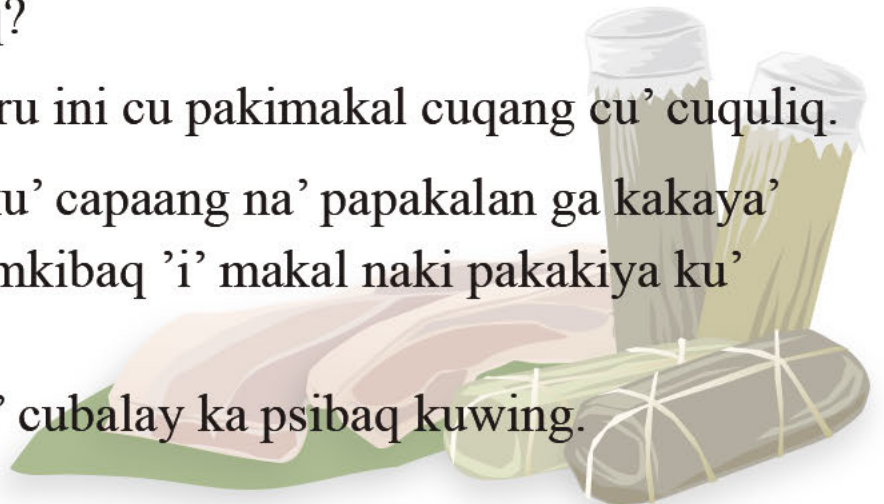 ?
ru ini cu pakimakal cuqang cu’ cuquliq.
u’ capaang na’ papakalan ga kakaya’
mkibaq ’i’ makal naki pakakiya ku’
’ cubalay ka psibaq kuwing.